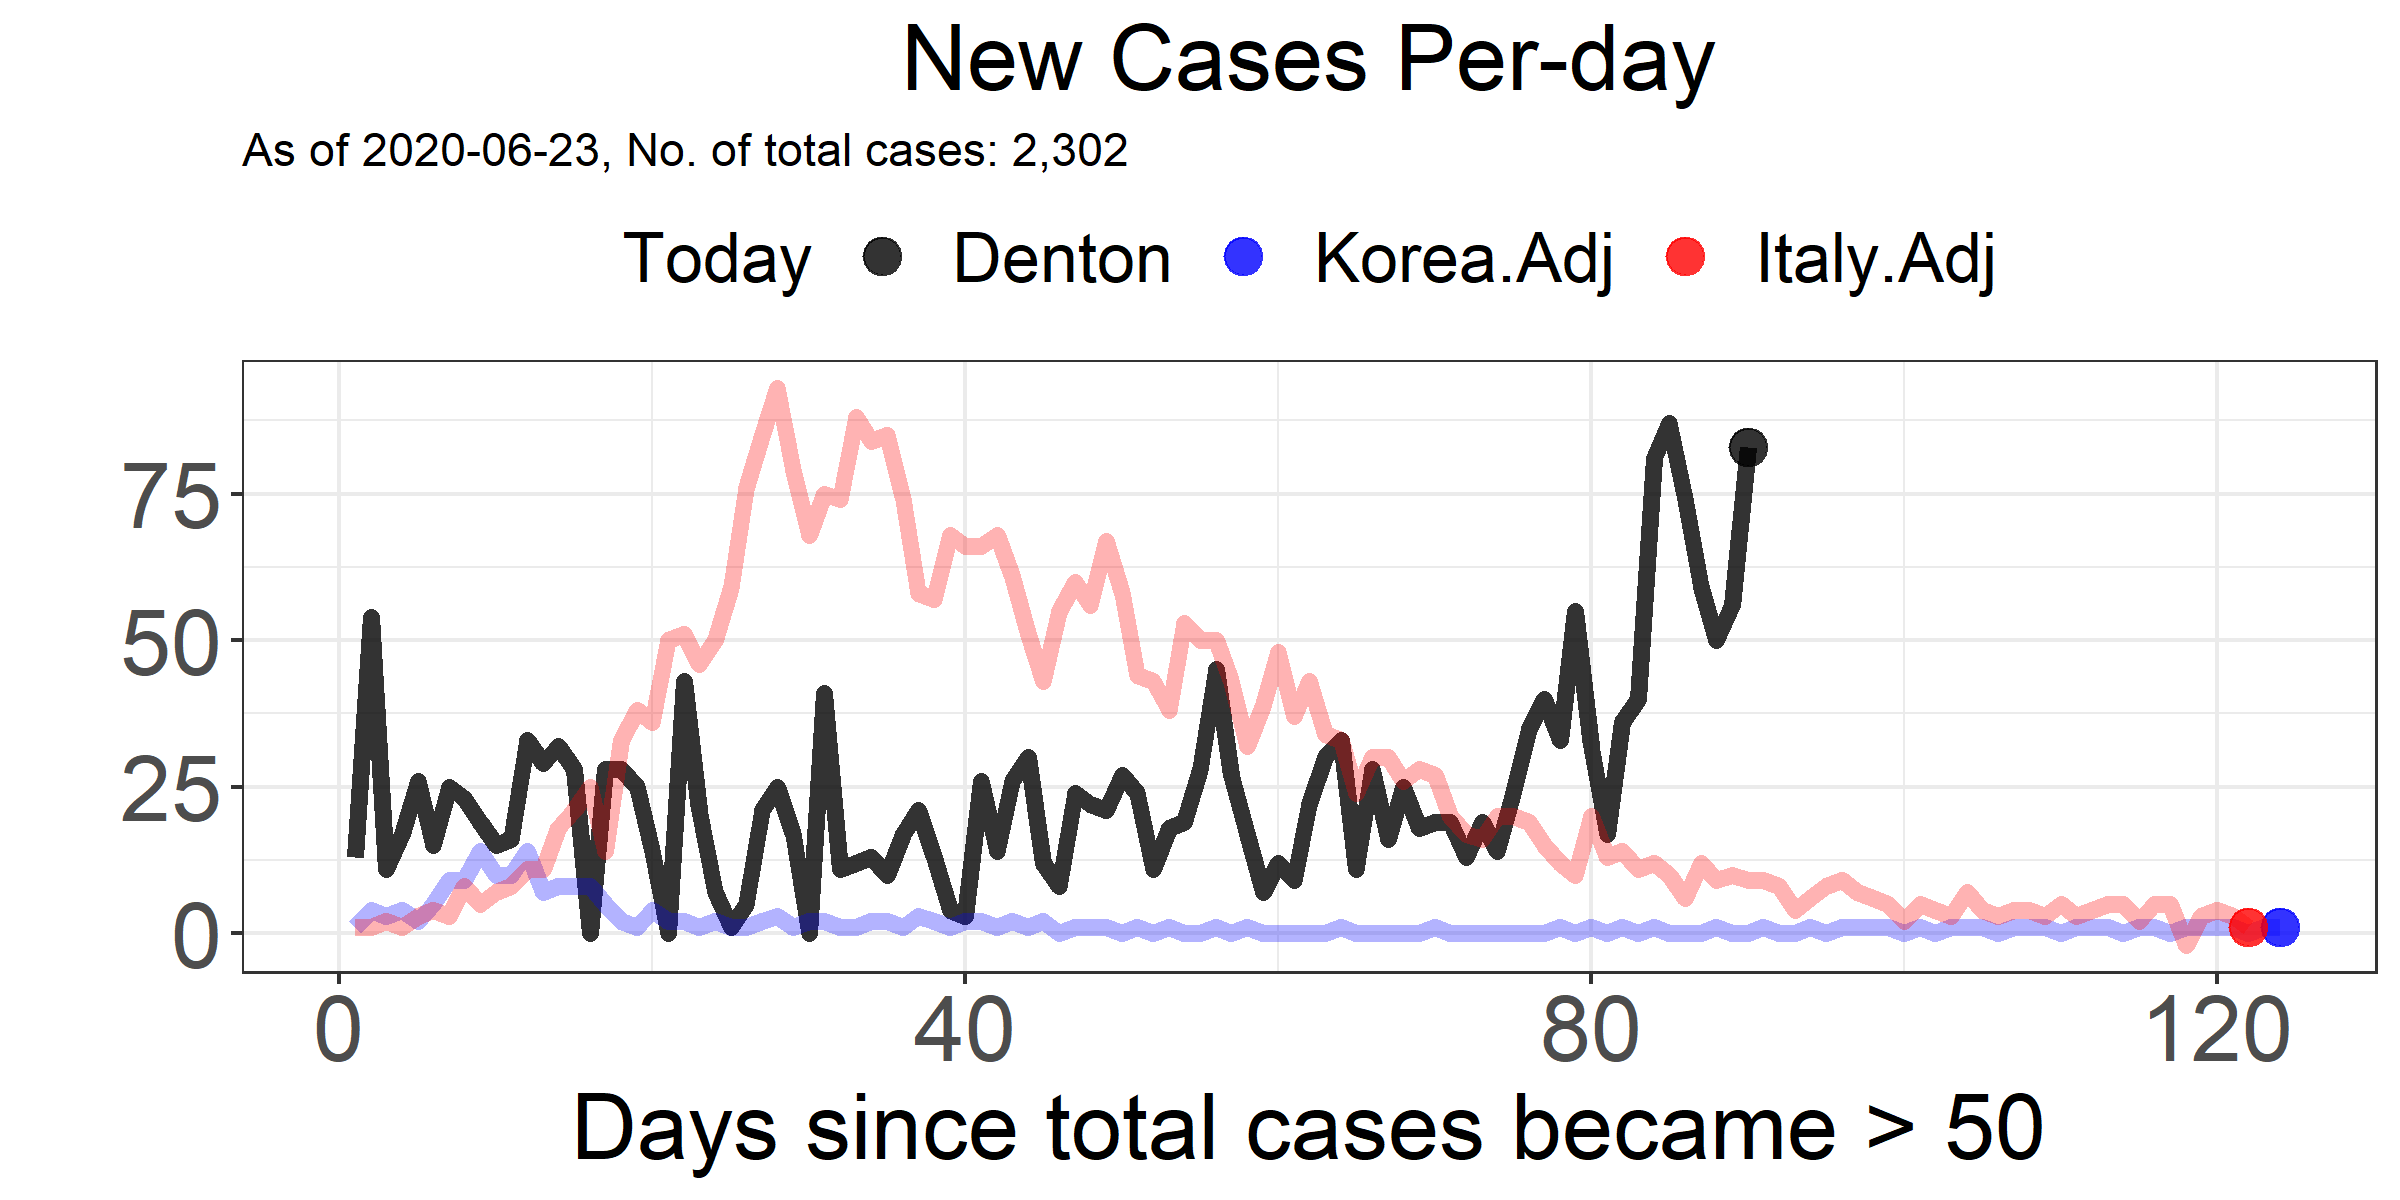 New Cases Per-day
As of 2020-06-23, No. of total cases: 2,302
Today Denton Korea.Adj Italy.Adj
75
50
25
0
0 40 80 120
Days since total cases became > 50